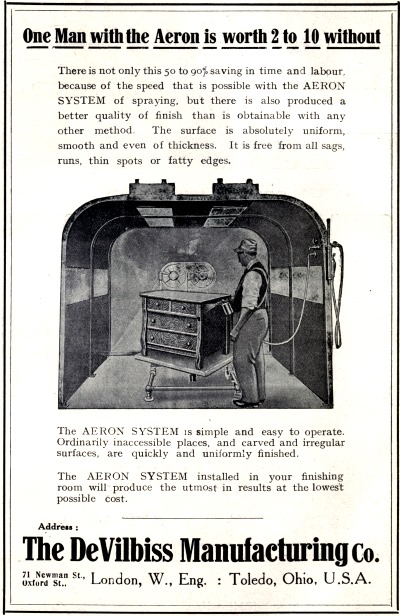 One Man with the Aeron is worth 2 to 10 without
There is not only this 50 to 90% saving in time and labour,
because of the speed that is possible with the AERON
SYSTEM of spraying, but there is also produced a
better quality of finish than is obtainable with any
other method. The surface is absolutely uniform,
smooth and even of thickness. It is free from all sags,
runs, thin spots or fatty edges.
The AERON SYSTEM is simple and easy to operate.
Ordinarily inaccessible places, and carved and irregular
surfaces, are quickly and uniformly finished.
The AERON SYSTEM installed in your finishing
room will produce the utmost in results at the lowest
possible cost.
Address :
The DeVilbiss Manufacturing Co.
71 Newman St.,
Oxford St., London, W., Eng. : Toledo, Ohio, U.S.A.